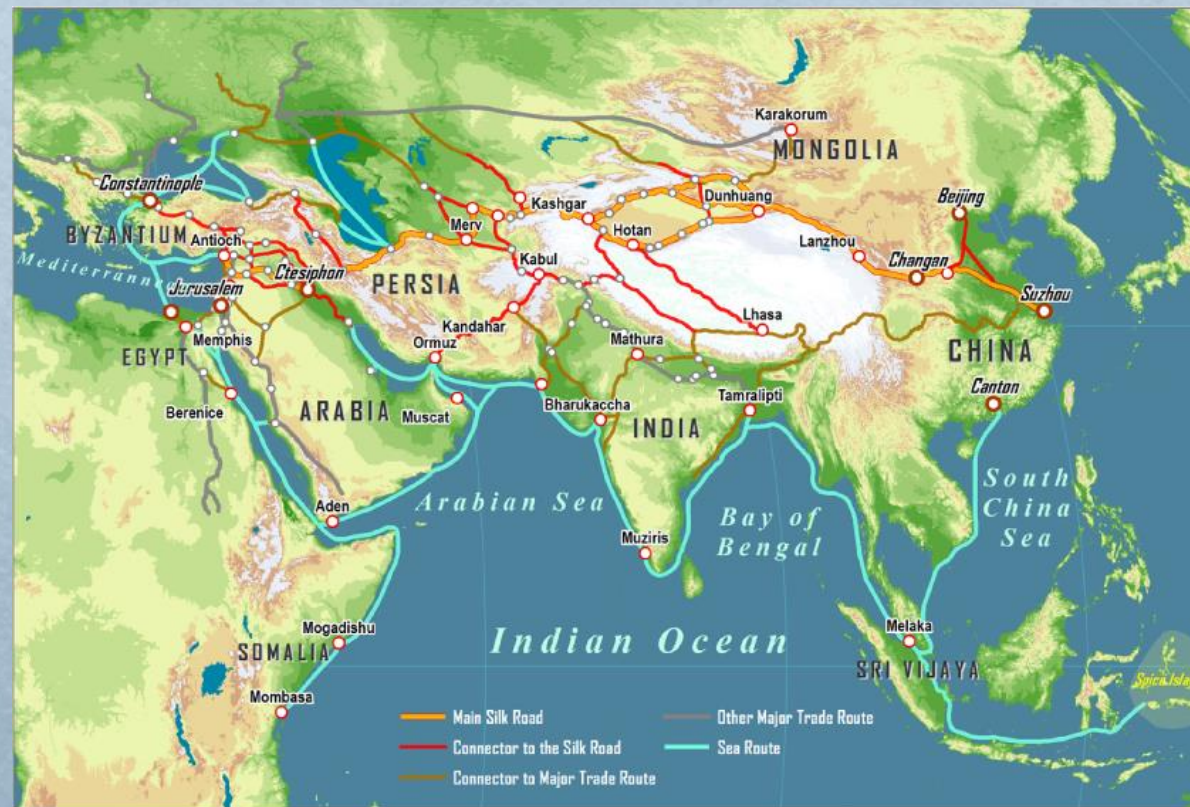 Karakorum
MONGOLIA
Constantinople
Kashgar
Dunhuang
Beijing
BYZANTIUM
Antioch
Merv
Hotan
Lanzhou
Changan
Ctesiphon
PERSIA
Kabul
Suzhou
Jerusalem
Kandahar
Lhasa
Memphis
Ormuz
Mathura
CHINA
EGYPT
Berenice
ARABIA
Muscat
Bharukaccha
INDIA
Tamralipti
Canton
Aden
Arabian Sea
Muziris
Bay of
Bengal
South
China
Sea
Mogadishu
SOMALIA
Indian Ocean
Melaka
SRI VIJAYA
Mombasa
Main Silk Road
Connector to the Silk Road
Connector to Major Trade Route
Other Major Trade Route
Sea Route